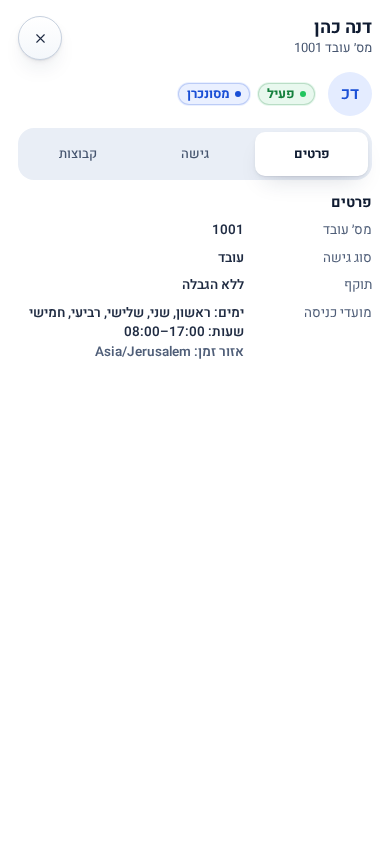 דנה כהן
מס׳ עובד 1001
דכ
פעיל
מסונכרן
פרטים
גישה
קבוצות
פרטים
מס׳ עובד 1001
סוג גישה עובד
תוקף ללא הגבלה
מועדי כניסה ימים: ראשון, שני, שלישי, רביעי, חמישי
שעות: 08:00–17:00
אזור זמן: Asia/Jerusalem